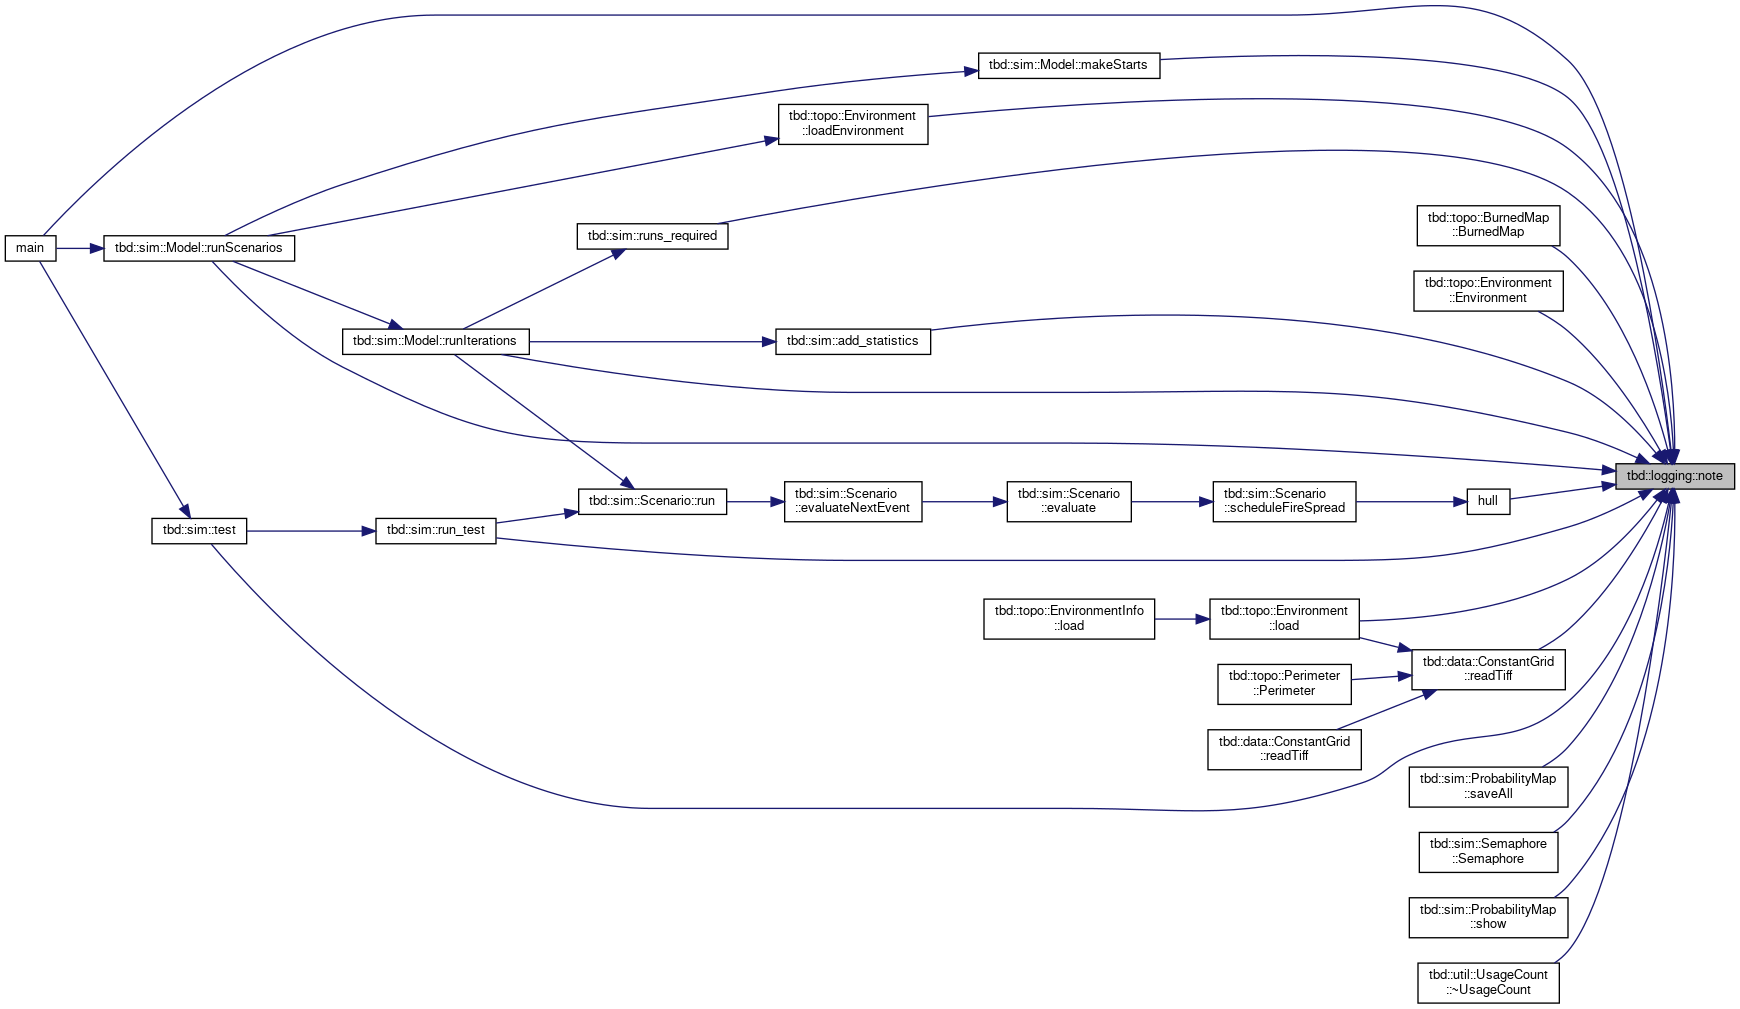 tbd::sim::Model::makeStarts
tbd::topo::Environment
::loadEnvironment
tbd::topo::BurnedMap
::BurnedMap
tbd::sim::runs_required
main
tbd::sim::Model::runScenarios
tbd::topo::Environment
::Environment
tbd::sim::Model::runIterations
tbd::sim::add_statistics
tbd::logging::note
tbd::sim::Scenario::run
tbd::sim::Scenario
::evaluateNextEvent
tbd::sim::Scenario
::evaluate
tbd::sim::Scenario
::scheduleFireSpread
hull
tbd::sim::test
tbd::sim::run_test
tbd::topo::EnvironmentInfo
::load
tbd::topo::Environment
::load
tbd::data::ConstantGrid
::readTiff
tbd::topo::Perimeter
::Perimeter
tbd::data::ConstantGrid
::readTiff
tbd::sim::ProbabilityMap
::saveAll
tbd::sim::Semaphore
::Semaphore
tbd::sim::ProbabilityMap
::show
tbd::util::UsageCount
::~UsageCount